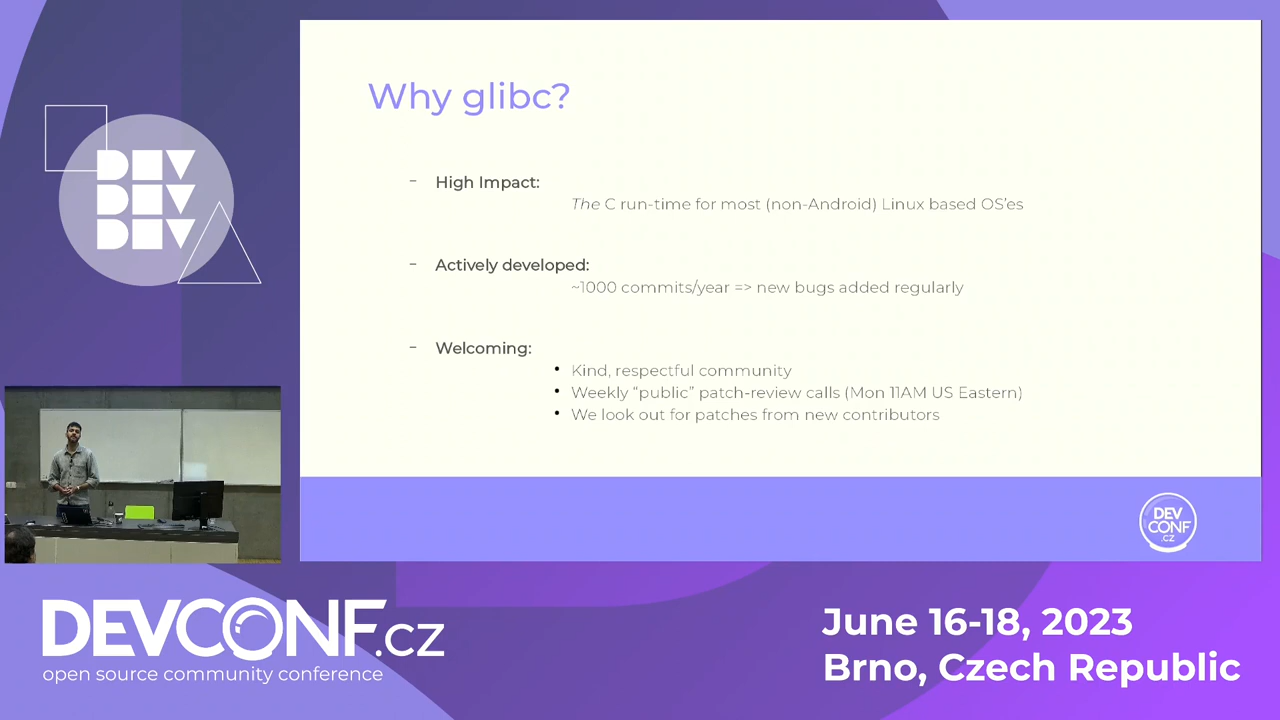 DEV
DEV
DEV
Why glibc?
- High Impact:
The C run-time for most (non-Android) Linux based OS'es
- Actively developed:
~1000 commits/year => new bugs added regularly
- Welcoming:
• Kind, respectful community
• Weekly “public” patch-review calls (Mon 11AM US Eastern)
• We look out for patches from new contributors
DEV
CONF
.CZ
DEVCONF.cz
open source community conference
June 16-18, 2023
Brno, Czech Republic